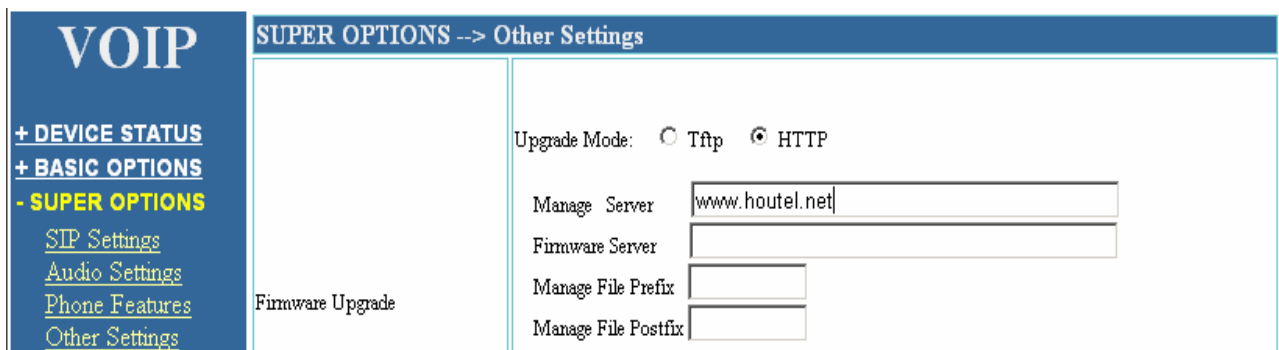 VOIP
+ DEVICE STATUS
+ BASIC OPTIONS
- SUPER OPTIONS
SIP Settings
Audio Settings
Phone Features
Other Settings
SUPER OPTIONS --> Other Settings
Firmware Upgrade
Upgrade Mode: Tftp HTTP
Manage Server www.houtel.net
Firmware Server
Manage File Prefix
Manage File Postfix